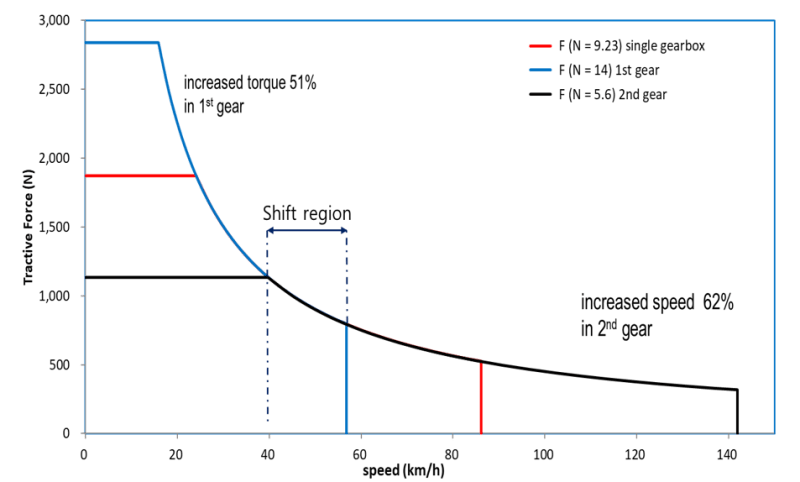 3,000
2,500
2,000
1,500
1,000
500
0
Tractive Force (N)
F (N = 9.23) single gearbox
F (N = 14) 1st gear
F (N = 5.6) 2nd gear
increased torque 51%
in 1st gear
Shift region
increased speed 62%
in 2nd gear
0 20 40 60 80 100 120 140
speed (km/h)